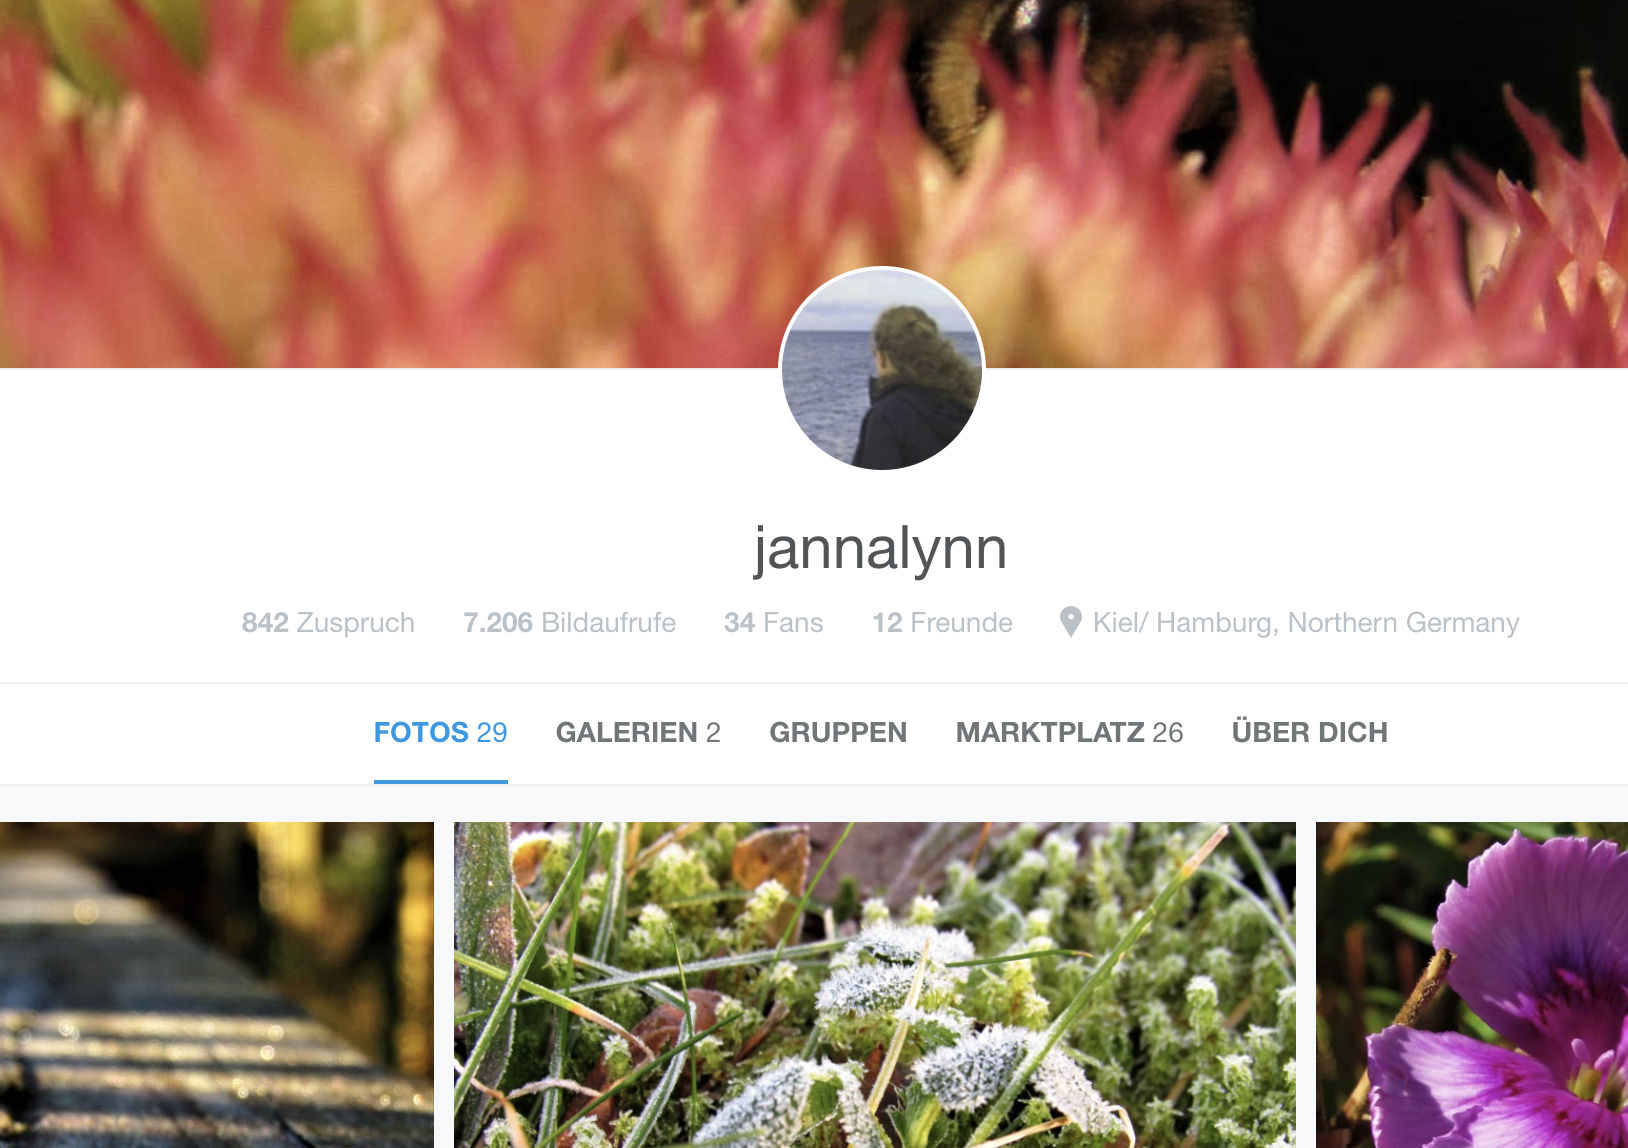 jannalynn
842 Zuspruch 7.206 Bildaufrufe 34 Fans 12 Freunde Kiel/ Hamburg, Northern Germany
FOTOS 29 GALERIEN 2 GRUPPEN MARKTPLATZ 26 ÜBER DICH